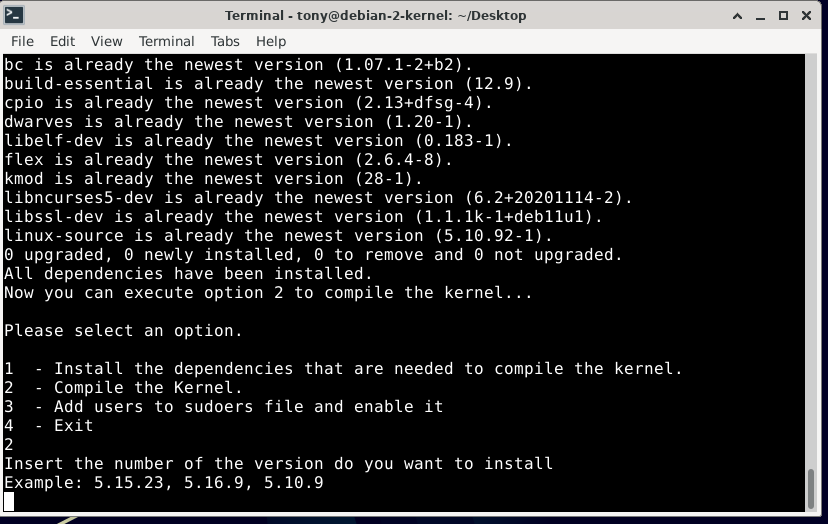 Terminal - tony@debian-2-kernel: ~/Desktop
File Edit View Terminal Tabs Help
bc is already the newest version (1.07.1-2+b2).
build-essential is already the newest version (12.9).
cpio is already the newest version (2.13+dfsg-4).
dwarves is already the newest version (1.20-1).
libelf-dev is already the newest version (0.183-1).
flex is already the newest version (2.6.4-8).
kmod is already the newest version (28-1).
libncurses5-dev is already the newest version (6.2+20201114-2).
libssl-dev is already the newest version (1.1.1k-1+deb11u1).
linux-source is already the newest version (5.10.92-1).
0 upgraded, 0 newly installed, 0 to remove and 0 not upgraded.
All dependencies have been installed.
Now you can execute option 2 to compile the kernel...
Please select an option.
1  - Install the dependencies that are needed to compile the kernel.
2  - Compile the Kernel.
3  - Add users to sudoers file and enable it
4  - Exit
2
Insert the number of the version do you want to install
Example: 5.15.23, 5.16.9, 5.10.9